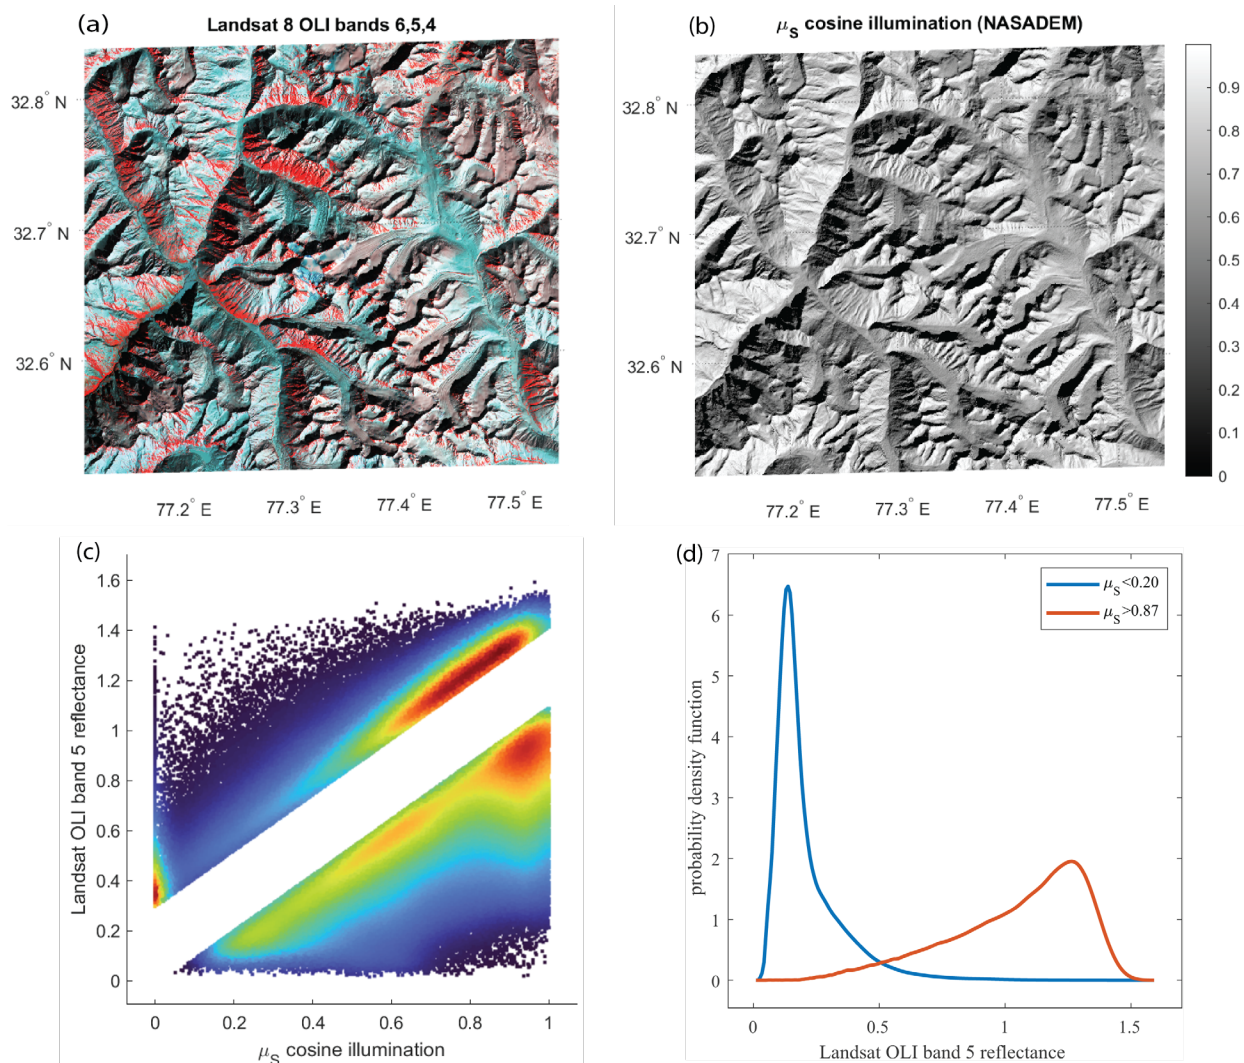 (a)
Landsat 8 OLI bands 6,5,4
32.8° N
32.7° N
32.6° N
77.2° E 77.3° E 77.4° E 77.5° E
(b)
μS cosine illumination (NASADEM)
32.8° N
32.7° N
32.6° N
77.2° E 77.3° E 77.4° E 77.5° E
0.9
0.8
0.7
0.6
0.5
0.4
0.3
0.2
0.1
0
(c)
Landsat OLI band 5 reflectance
1.6
1.4
1.2
1
0.8
0.6
0.4
0.2
0
0 0.2 0.4 0.6 0.8 1
μS cosine illumination
(d)
probability density function
7
6
5
4
3
2
1
0
μS<0.20
μS>0.87
0 0.5 1 1.5
Landsat OLI band 5 reflectance